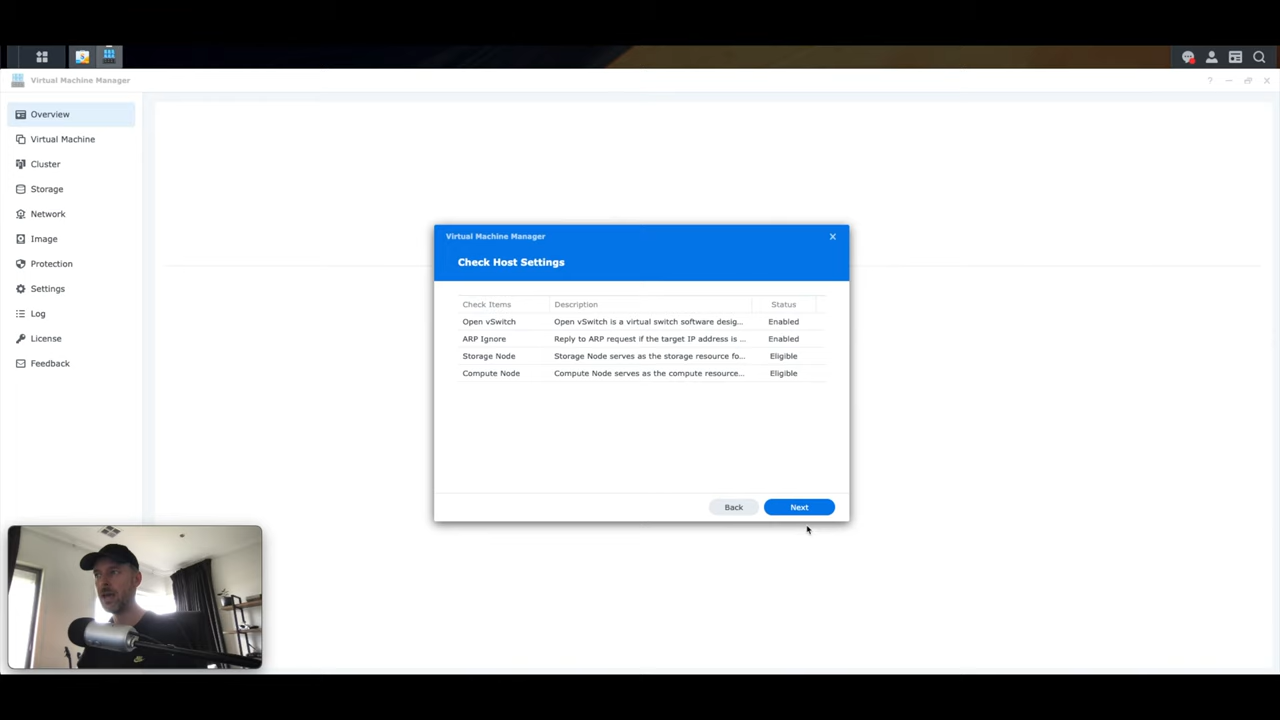 Virtual Machine Manager
Overview
Virtual Machine
Cluster
Storage
Network
Image
Protection
Settings
Log
License
Feedback
Virtual Machine Manager
Check Host Settings
Check Items Description Status
Open vSwitch Open vSwitch is a virtual switch software desig... Enabled
ARP Ignore Reply to ARP request if the target IP address is ... Enabled
Storage Node Storage Node serves as the storage resource fo... Eligible
Compute Node Compute Node serves as the compute resource... Eligible
Back Next